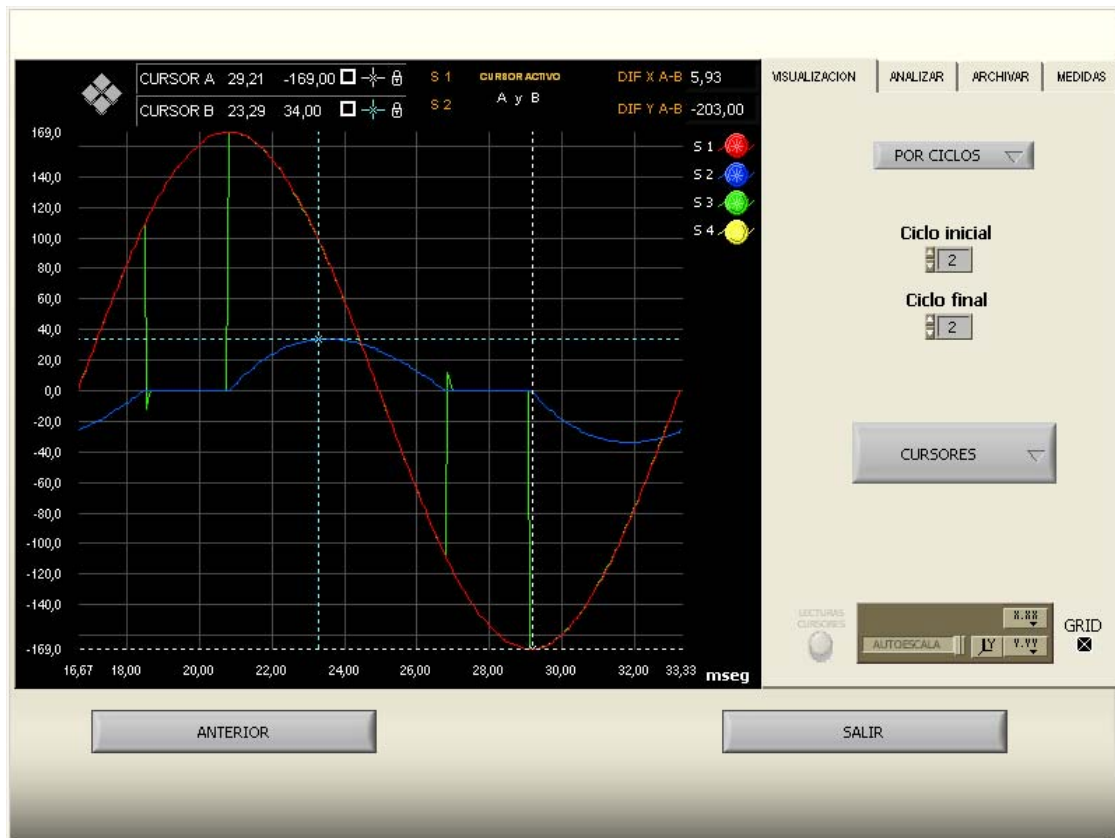 CURSOR A 29,21 -169,00
S 1
CURSOR ACTIVO
DIF X A-B 5,93
CURSOR B 23,29 34,00
S 2
A y B
DIF Y A-B -203,00
VISUALIZACION
ANALIZAR
ARCHIVAR
MEDIDAS
169,0
140,0
120,0
100,0
80,0
60,0
40,0
20,0
0,0
-20,0
-40,0
-60,0
-80,0
-100,0
-120,0
-140,0
-169,0
16,67 18,00 20,00 22,00 24,00 26,00 28,00 30,00 32,00 33,33 mseg
S 1
S 2
S 3
S 4
POR CICLOS
Ciclo inicial
2
Ciclo final
2
CURSORES
LECTURAS
CURSORES
AUTOESCALA
X.XX
Y.YY
GRID
ANTERIOR
SALIR